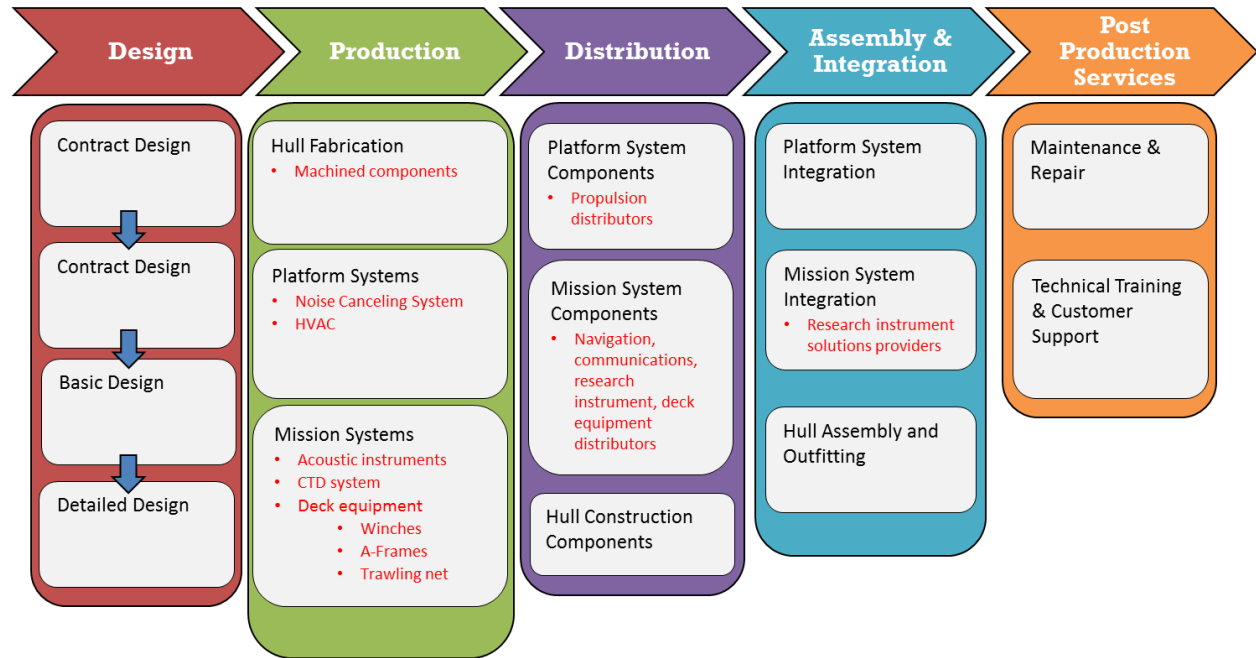 Design
Production
Distribution
Assembly &
Integration
Post
Production
Services
Contract Design
Contract Design
Basic Design
Detailed Design
Hull Fabrication
• Machined components
Platform Systems
• Noise Canceling System
• HVAC
Mission Systems
• Acoustic instruments
• CTD system
• Deck equipment
• Winches
• A-Frames
• Trawling net
Platform System
Components
• Propulsion
distributors
Mission System
Components
• Navigation,
communications,
research
instrument, deck
equipment
distributors
Hull Construction
Components
Platform System
Integration
Mission System
Integration
• Research instrument
solutions providers
Hull Assembly and
Outfitting
Maintenance &
Repair
Technical Training
& Customer
Support